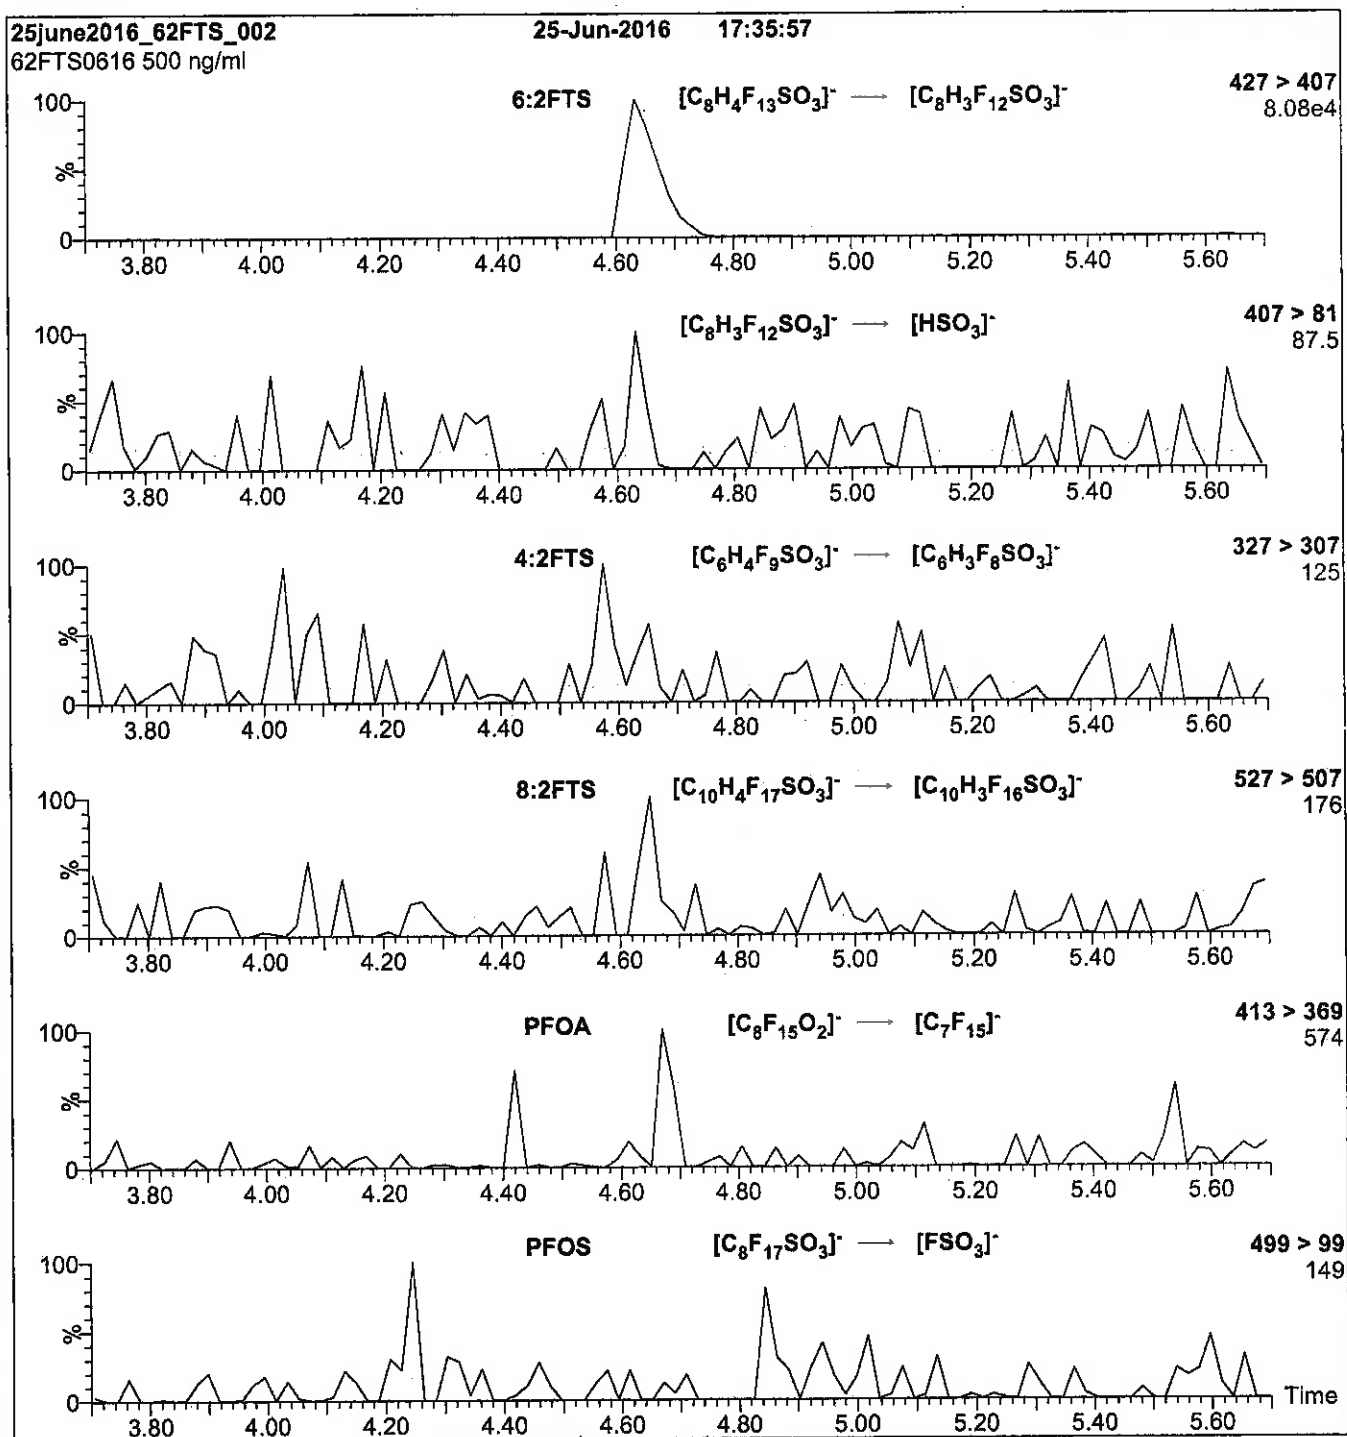 25june2016_62FTS_002 25-Jun-2016 17:35:57
62FTS0616 500 ng/ml
6:2FTS [C₈H₄F₁₃SO₃]⁻ → [C₈H₃F₁₂SO₃]⁻ 427 > 407
8.08e4
100
%
0
3.80 4.00 4.20 4.40 4.60 4.80 5.00 5.20 5.40 5.60
[C₈H₃F₁₂SO₃]⁻ → [HSO₃]⁻ 407 > 81
87.5
100
%
0
3.80 4.00 4.20 4.40 4.60 4.80 5.00 5.20 5.40 5.60
4:2FTS [C₆H₄F₉SO₃]⁻ → [C₆H₃F₈SO₃]⁻ 327 > 307
125
100
%
0
3.80 4.00 4.20 4.40 4.60 4.80 5.00 5.20 5.40 5.60
8:2FTS [C₁₀H₄F₁₇SO₃]⁻ → [C₁₀H₃F₁₆SO₃]⁻ 527 > 507
176
100
%
0
3.80 4.00 4.20 4.40 4.60 4.80 5.00 5.20 5.40 5.60
PFOA [C₈F₁₅O₂]⁻ → [C₇F₁₅]⁻ 413 > 369
574
100
%
0
3.80 4.00 4.20 4.40 4.60 4.80 5.00 5.20 5.40 5.60
PFOS [C₈F₁₇SO₃]⁻ → [FSO₃]⁻ 499 > 99
149
100
%
0
Time
3.80 4.00 4.20 4.40 4.60 4.80 5.00 5.20 5.40 5.60